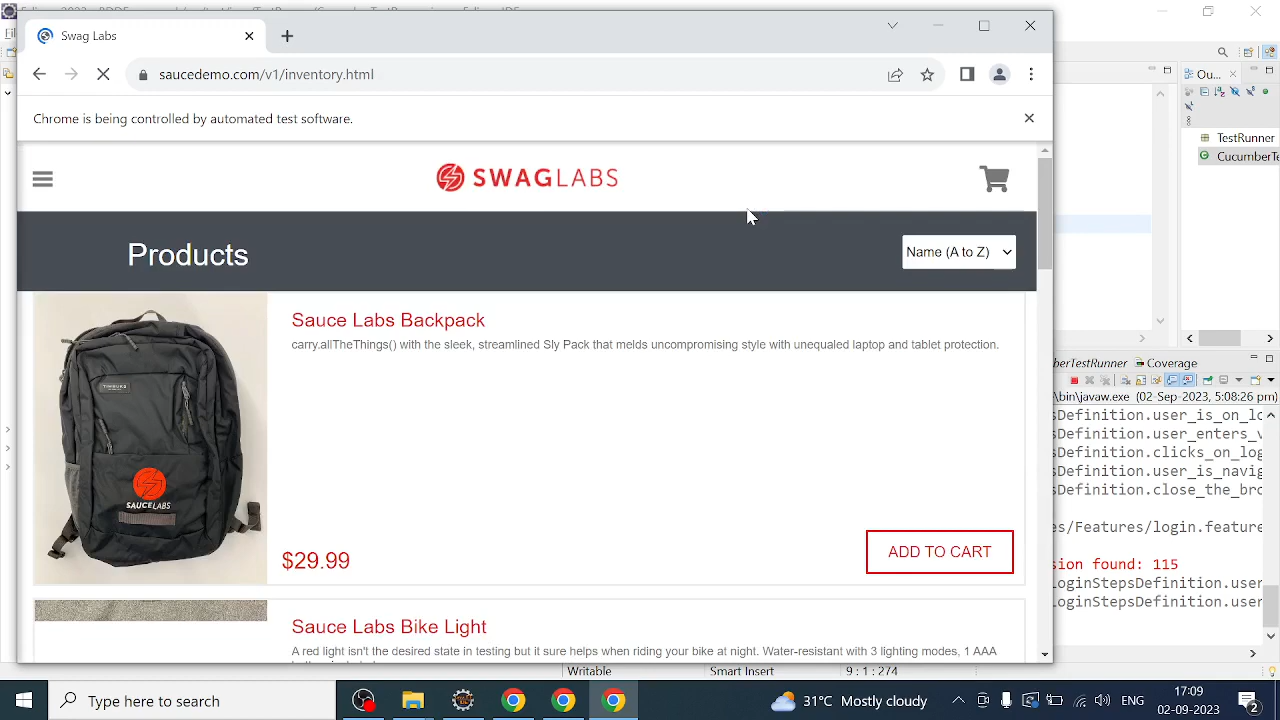 Swag Labs
saucedemo.com/v1/inventory.html
Chrome is being controlled by automated test software.
SWAGLABS
Products
Name (A to Z)
Sauce Labs Backpack
carry.allTheThings() with the sleek, streamlined Sly Pack that melds uncompromising style with unequaled laptop and tablet protection.
TIMBUK2
SAUCELABS
$29.99
ADD TO CART
Sauce Labs Bike Light
A red light isn't the desired state in testing but it sure helps when riding your bike at night. Water-resistant with 3 lighting modes, 1 AAA
Ou...
TestRunner
CucumberTe
berTestRunner
Coverage
\bin\javaw.exe (02-Sep-2023, 5:08:26 pm)
sDefinition.user_is_on_lo
sDefinition.user_enters_v
sDefinition.clicks_on_log
sDefinition.user_is_navig
sDefinition.close_the_bro
es/Features/login.feature
sion found: 115
oginStepsDefinition.user
oginStepsDefinition.user
Writable
Smart Insert
9 : 1 : 274
Type here to search
31°C Mostly cloudy
ENG
17:09
02-09-2023
2